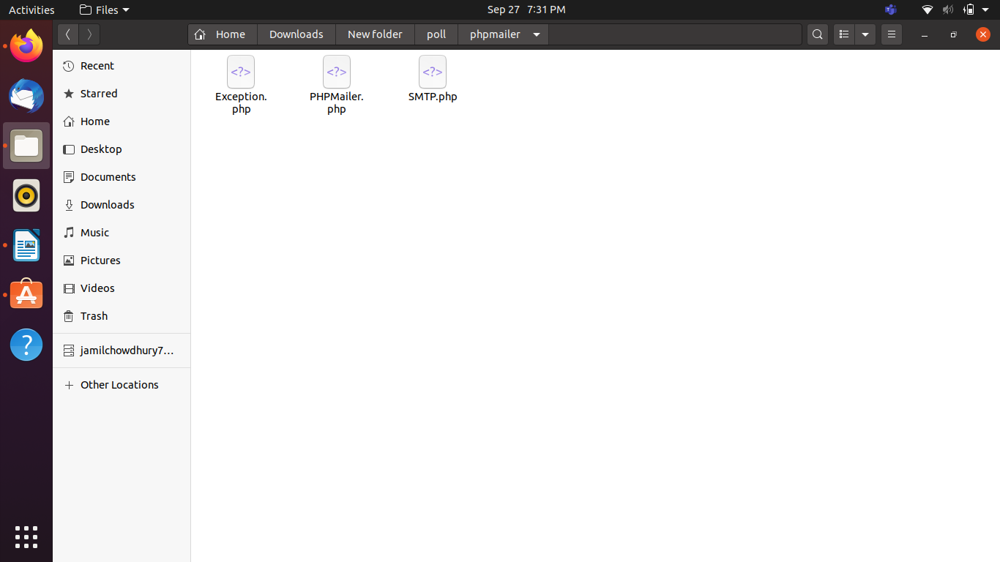 Activities
Files
Sep 27 7:31 PM
Home
Downloads
New folder
poll
phpmailer
Recent
Starred
Home
Desktop
Documents
Downloads
Music
Pictures
Videos
Trash
jamilchowdhury7…
Other Locations
<?>
<?>
<?>
Exception.
php
PHPMailer.
php
SMTP.php